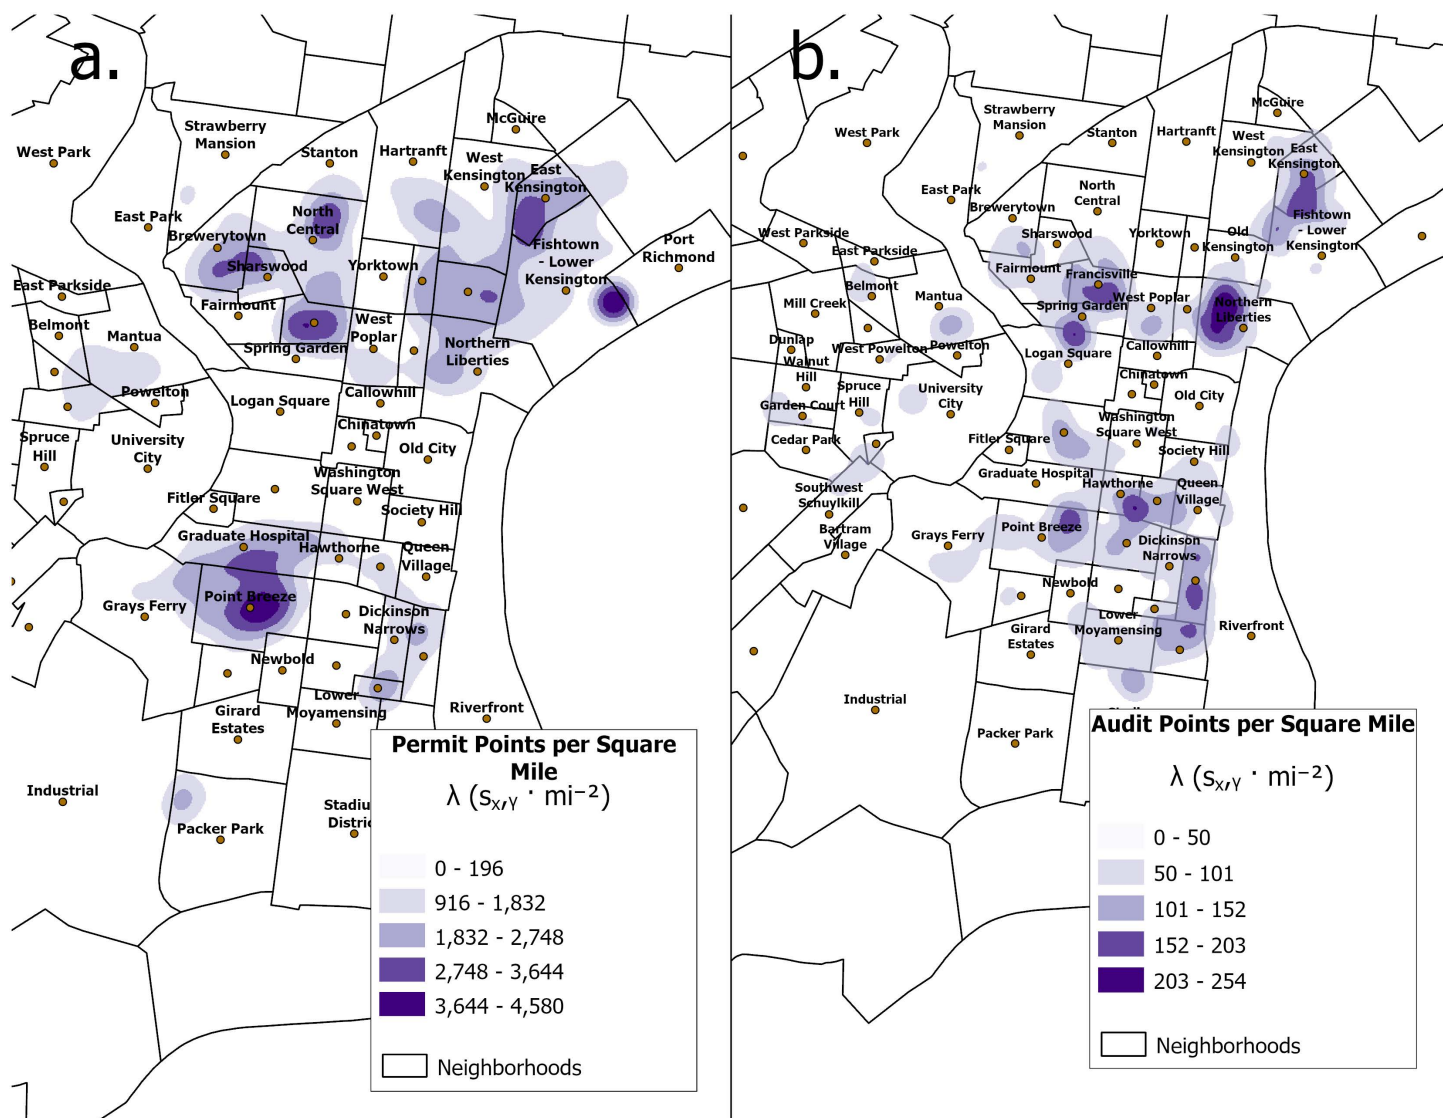 a.
McGuire
Strawberry
Mansion
West Park
Stanton
Hartranft
West
Kensington
East
Kensington
East Park
North
Central
Brewerytown
Sharswood
Yorktown
Fishtown
- Lower
Kensington
Port
Richmond
East Parkside
Fairmount
Belmont
Mantua
West
Poplar
Spring Garden
Northern
Liberties
Powelton
Logan Square
Callowhill
Chinatown
Spruce
Hill
University
City
Old City
Washington
Square West
Fitler Square
Society Hill
Graduate Hospital
Hawthorne
Queen
Village
Grays Ferry
Point Breeze
Dickinson
Narrows
Newbold
Lower
Moyamensing
Girard
Estates
Riverfront
Industrial
Packer Park
Permit Points per Square
Mile
λ (sₓ,ᵧ · mi⁻²)
0 - 196
916 - 1,832
1,832 - 2,748
2,748 - 3,644
3,644 - 4,580
Neighborhoods
b.
McGuire
Strawberry
Mansion
West Park
Stanton
Hartranft
West
Kensington
East
Kensington
East Park
North
Central
Brewerytown
Fishtown
- Lower
Kensington
West Parkside
Sharswood
Yorktown
Old
Kensington
East Parkside
Fairmount
Francisville
Belmont
Mantua
Mill Creek
Spring Garden
West Poplar
Northern
Liberties
Dunlap
West Powelton
Powelton
Logan Square
Callowhill
Walnut
Hill
Spruce
Hill
University
City
Chinatown
Old City
Garden Court
Washington
Square West
Cedar Park
Fitler Square
Society Hill
Graduate Hospital
Hawthorne
Queen
Village
Southwest
Schuylkill
Bartram
Village
Grays Ferry
Point Breeze
Dickinson
Narrows
Newbold
Lower
Moyamensing
Girard
Estates
Riverfront
Industrial
Packer Park
Audit Points per Square Mile
λ (sₓ,ᵧ · mi⁻²)
0 - 50
50 - 101
101 - 152
152 - 203
203 - 254
Neighborhoods